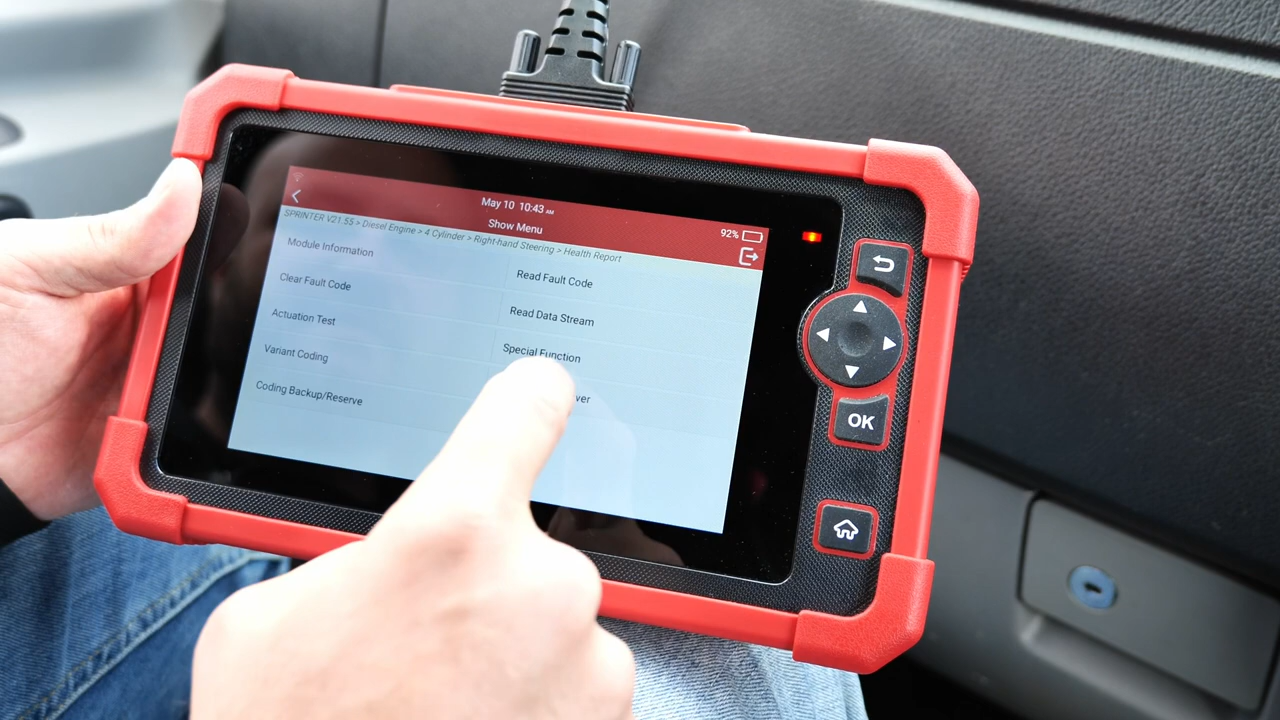 May 10 10:43 AM
Show Menu
92%
SPRINTER V21.55 > Diesel Engine > 4 Cylinder > Right-hand Steering > Health Report
Module Information
Read Fault Code
Clear Fault Code
Read Data Stream
Actuation Test
Special Function
Variant Coding
Coding Backup/Reserve
OK